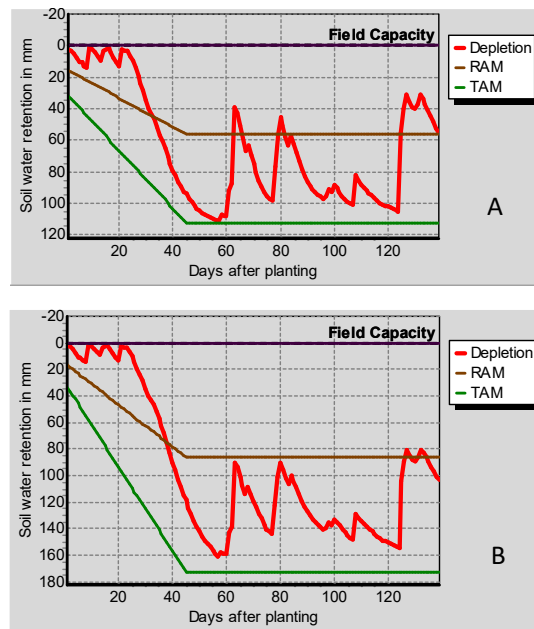 -20
0
20
40
60
80
100
120
Soil water retention in mm
Field Capacity
Depletion
RAM
TAM
A
20 40 60 80 100 120
Days after planting
-20
0
20
40
60
80
100
120
140
160
180
Soil water retention in mm
Field Capacity
Depletion
RAM
TAM
B
20 40 60 80 100 120
Days after planting